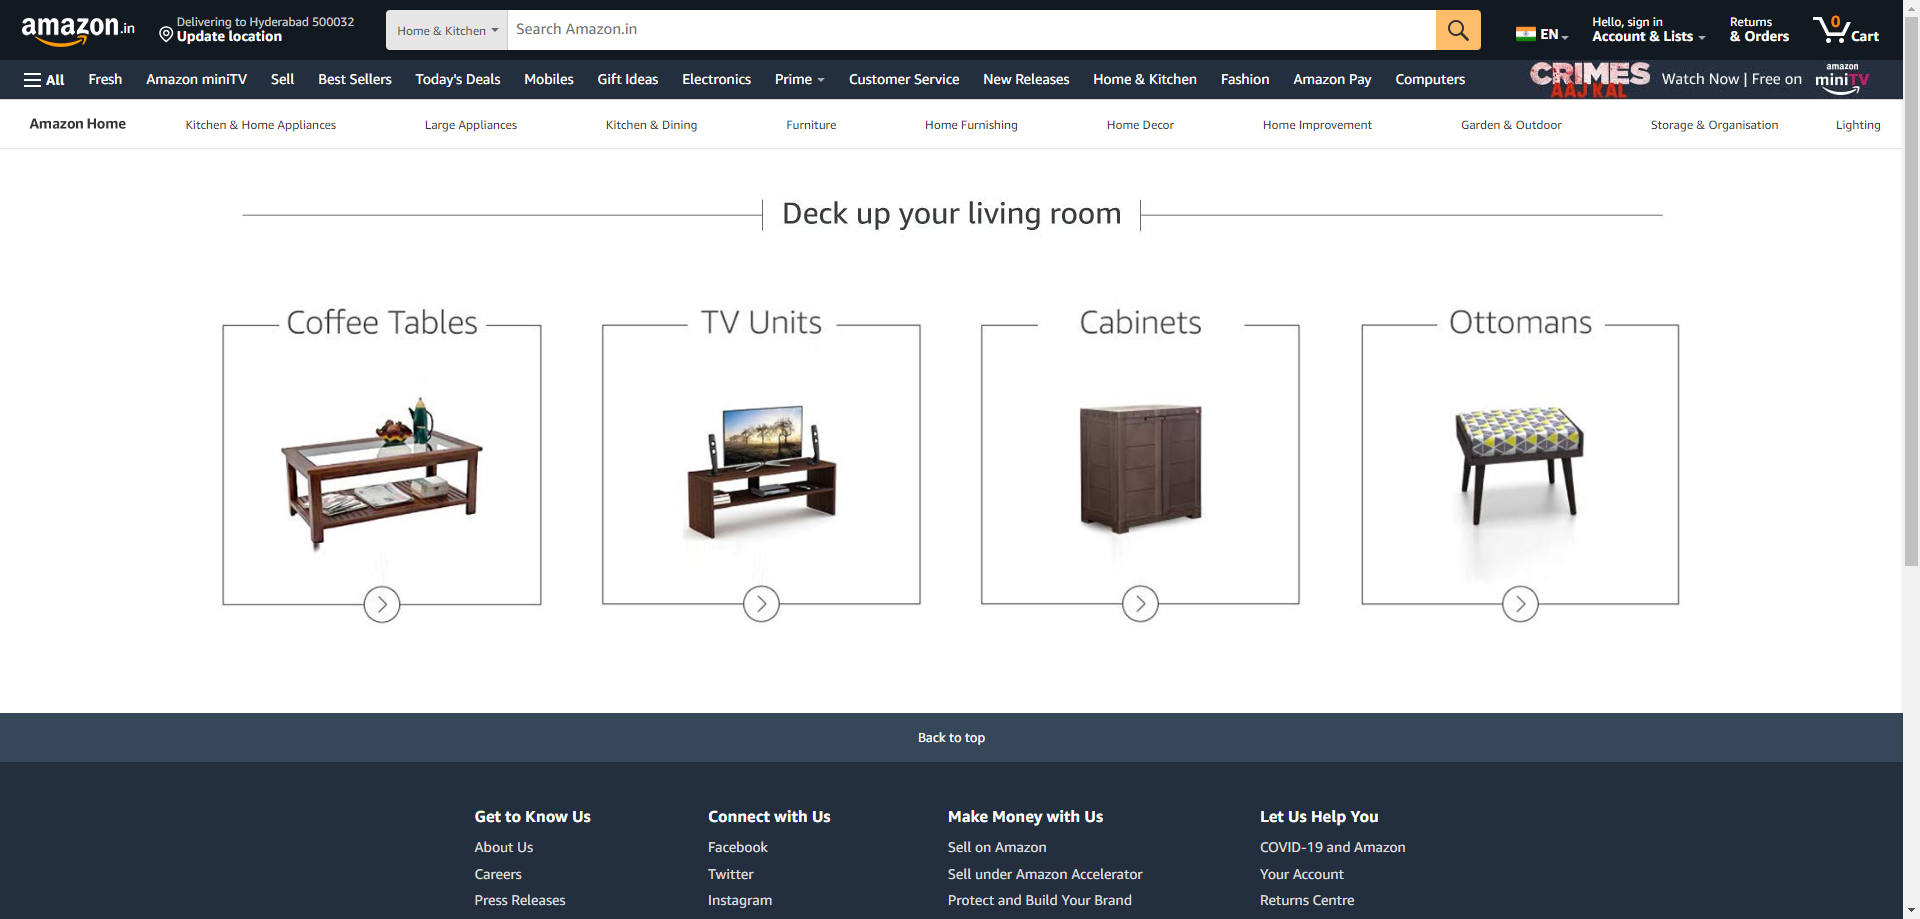 amazon.in
Delivering to Hyderabad 500032
Update location
Home & Kitchen
Search Amazon.in
EN
Hello, sign in
Account & Lists
Returns
& Orders
0
Cart
All
Fresh
Amazon miniTV
Sell
Best Sellers
Today's Deals
Mobiles
Gift Ideas
Electronics
Prime
Customer Service
New Releases
Home & Kitchen
Fashion
Amazon Pay
Computers
CRIMES
AAJ KAL
Watch Now | Free on
amazon
miniTV
Amazon Home
Kitchen & Home Appliances
Large Appliances
Kitchen & Dining
Furniture
Home Furnishing
Home Decor
Home Improvement
Garden & Outdoor
Storage & Organisation
Lighting
Deck up your living room
Coffee Tables
TV Units
Cabinets
Ottomans
Back to top
Get to Know Us
About Us
Careers
Press Releases
Connect with Us
Facebook
Twitter
Instagram
Make Money with Us
Sell on Amazon
Sell under Amazon Accelerator
Protect and Build Your Brand
Let Us Help You
COVID-19 and Amazon
Your Account
Returns Centre